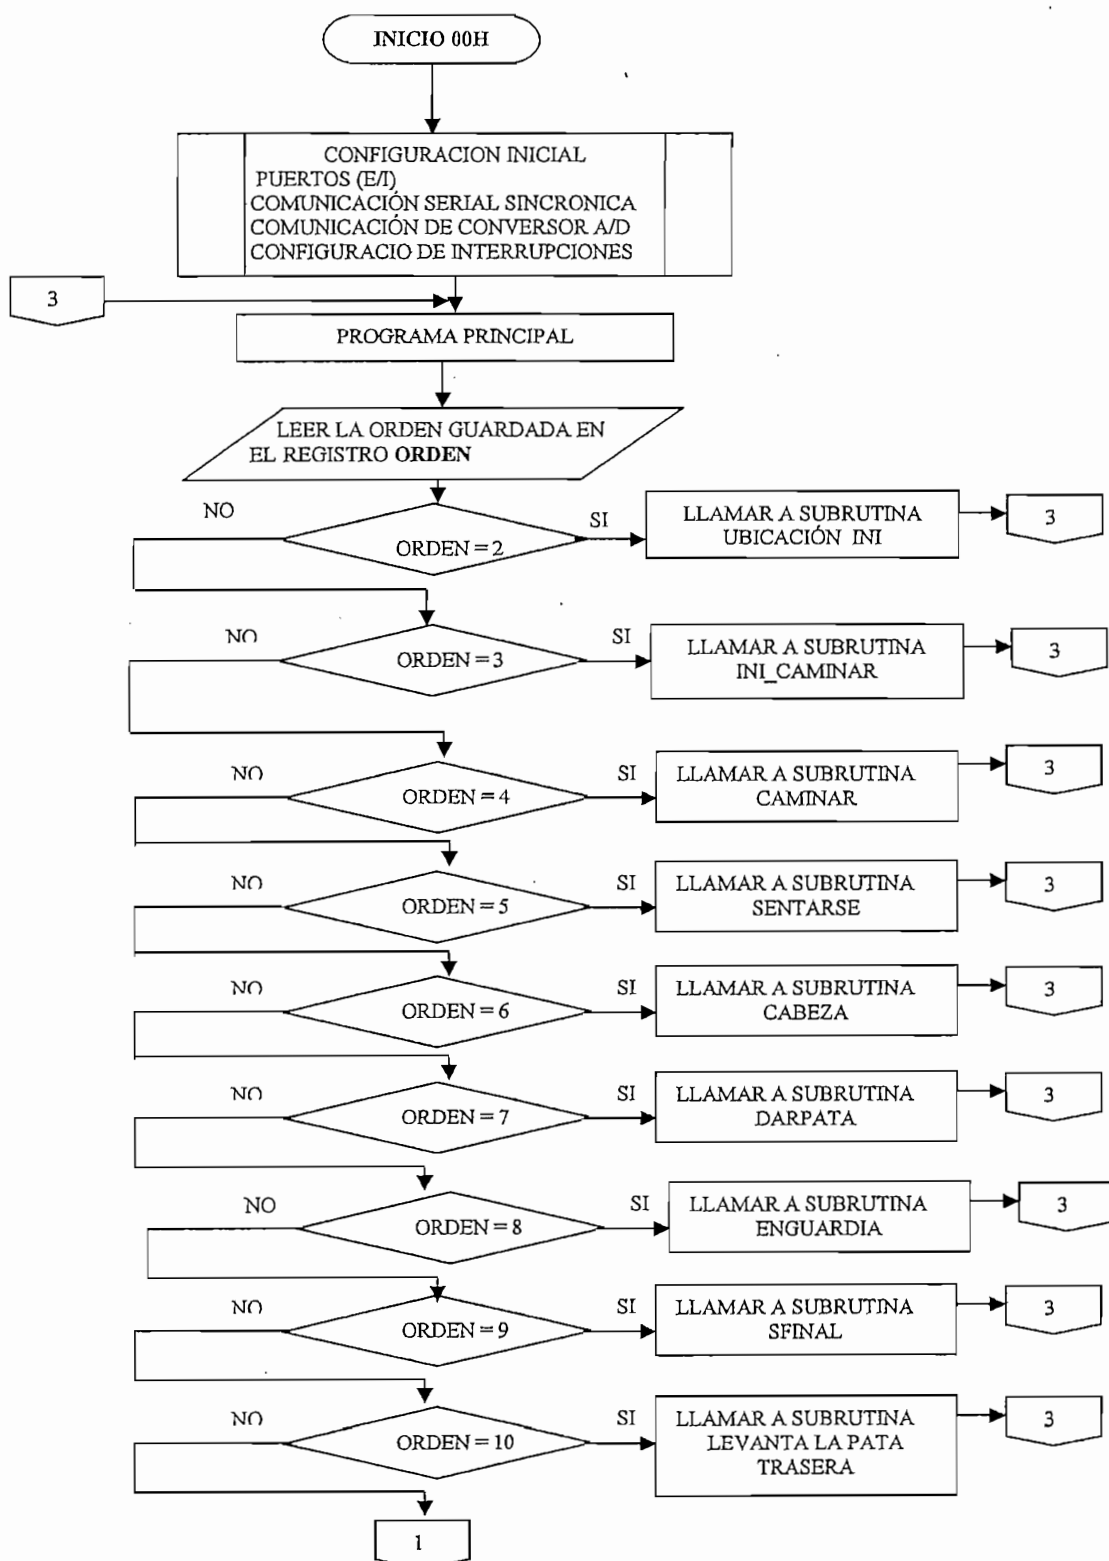 INICIO 00H
CONFIGURACION INICIAL
PUERTOS (E/I)
COMUNICACIÓN SERIAL SINCRONICA
COMUNICACIÓN DE CONVERSOR A/D
CONFIGURACIO DE INTERRUPCIONES
3
PROGRAMA PRINCIPAL
LEER LA ORDEN GUARDADA EN
EL REGISTRO ORDEN
NO
ORDEN = 2
SI
LLAMAR A SUBRUTINA
UBICACIÓN INI
3
NO
ORDEN = 3
SI
LLAMAR A SUBRUTINA
INI_CAMINAR
3
NO
ORDEN = 4
SI
LLAMAR A SUBRUTINA
CAMINAR
3
NO
ORDEN = 5
SI
LLAMAR A SUBRUTINA
SENTARSE
3
NO
ORDEN = 6
SI
LLAMAR A SUBRUTINA
CABEZA
3
NO
ORDEN = 7
SI
LLAMAR A SUBRUTINA
DARPATA
3
NO
ORDEN = 8
SI
LLAMAR A SUBRUTINA
ENGUARDIA
3
NO
ORDEN = 9
SI
LLAMAR A SUBRUTINA
SFINAL
3
NO
ORDEN = 10
SI
LLAMAR A SUBRUTINA
LEVANTA LA PATA
TRASERA
3
1